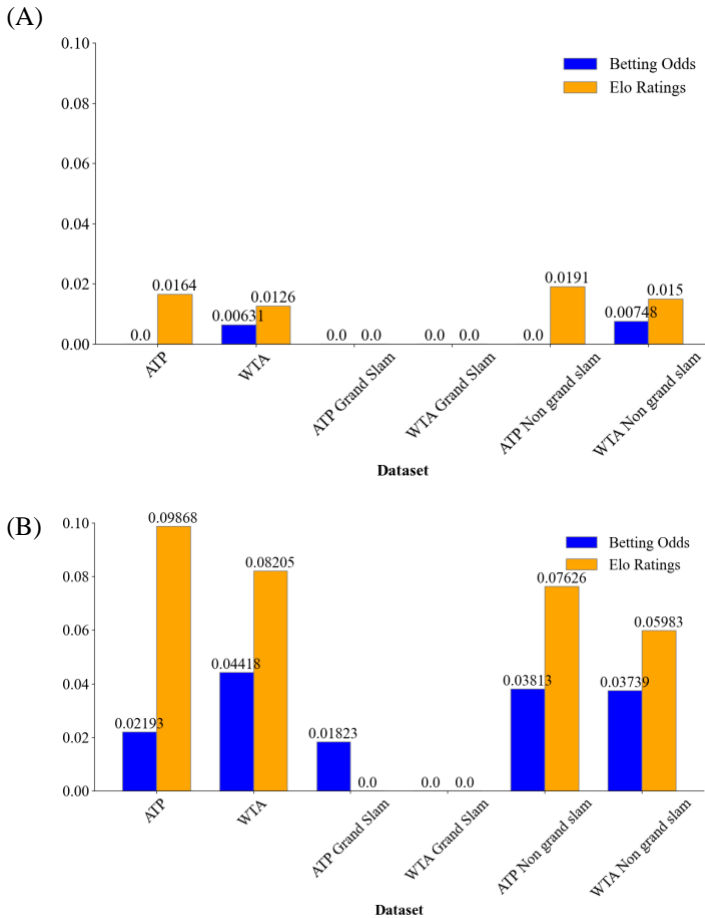 (A)
0.10
0.08
0.06
0.04
0.02
0.00
Betting Odds
Elo Ratings
0.0
0.0164
0.00631
0.0126
0.0
0.0
0.0
0.0
0.0
0.0191
0.00748
0.015
ATP
WTA
ATP Grand Slam
WTA Grand Slam
ATP Non grand slam
WTA Non grand slam
Dataset
(B)
0.10
0.08
0.06
0.04
0.02
0.00
Betting Odds
Elo Ratings
0.02193
0.09868
0.04418
0.08205
0.01823
0.0
0.0
0.0
0.03813
0.07626
0.03739
0.05983
ATP
WTA
ATP Grand Slam
WTA Grand Slam
ATP Non grand slam
WTA Non grand slam
Dataset